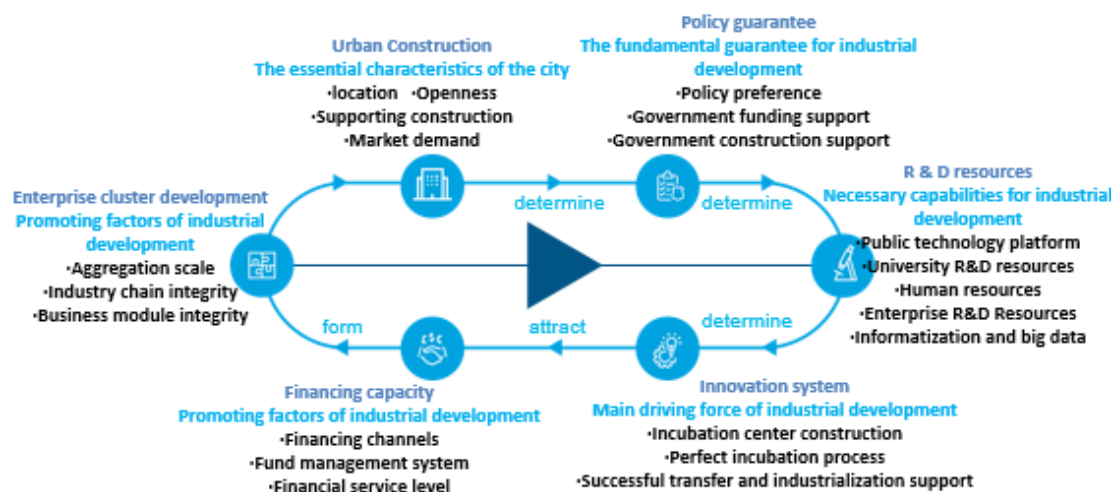 Policy guarantee
The fundamental guarantee for industrial
development
·Policy preference
·Government funding support
·Government construction support
Urban Construction
The essential characteristics of the city
·location ·Openness
·Supporting construction
·Market demand
R & D resources
Necessary capabilities for industrial
development
·Public technology platform
·University R&D resources
·Human resources
·Enterprise R&D Resources
·Informatization and big data
Enterprise cluster development
Promoting factors of industrial
development
·Aggregation scale
·Industry chain integrity
·Business module integrity
determine
determine
form
attract
determine
£$€
Financing capacity
Promoting factors of industrial development
·Financing channels
·Fund management system
·Financial service level
Innovation system
Main driving force of industrial development
·Incubation center construction
·Perfect incubation process
·Successful transfer and industrialization support